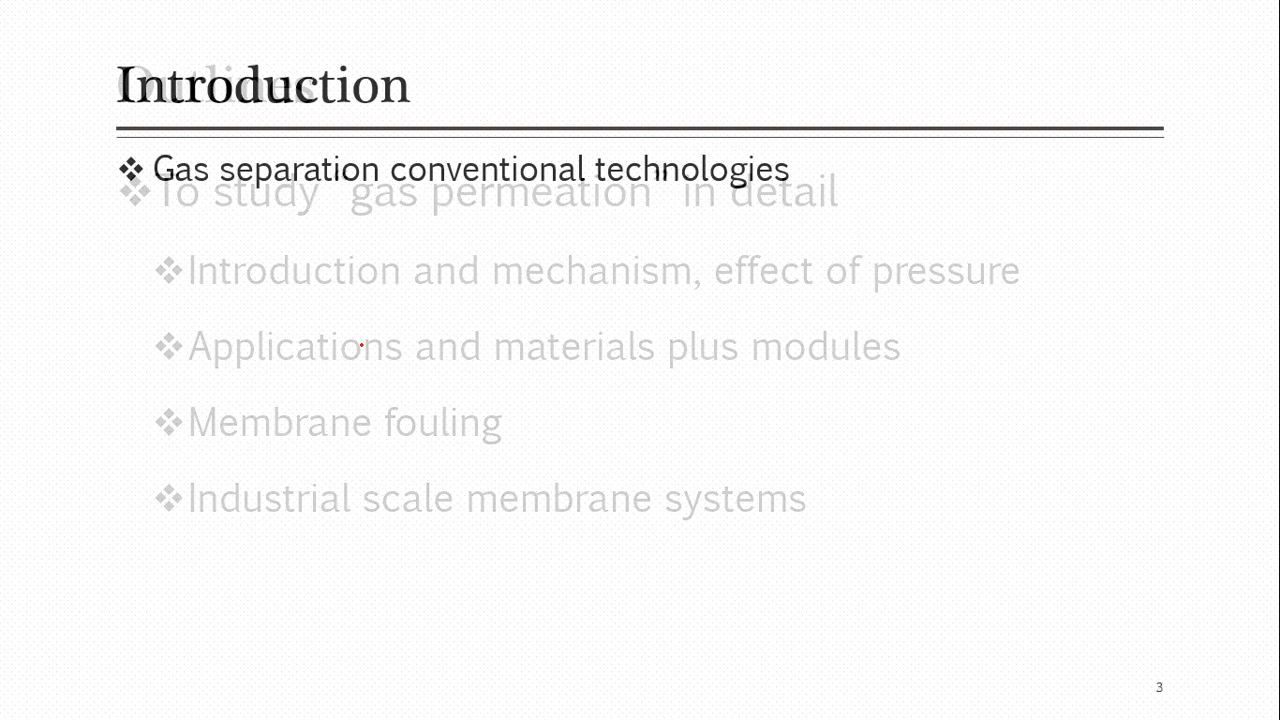 Outlines
Introduction
❖ Gas separation conventional technologies
❖ To study "gas permeation" in detail
❖ Introduction and mechanism, effect of pressure
❖ Applications and materials plus modules
❖ Membrane fouling
❖ Industrial scale membrane systems
3